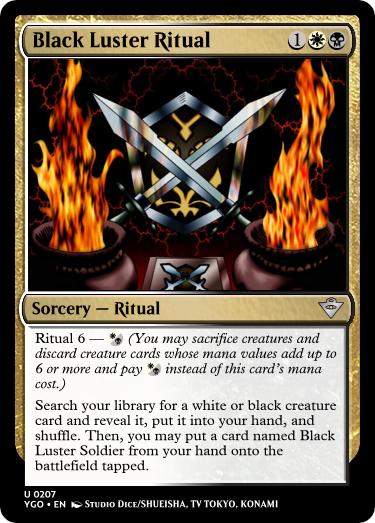 Black Luster Ritual 1
Sorcery — Ritual
Ritual 6 — (You may sacrifice creatures and
discard creature cards whose mana values add up to
6 or more and pay instead of this card's mana
cost.)
Search your library for a white or black creature
card and reveal it, put it into your hand, and
shuffle. Then, you may put a card named Black
Luster Soldier from your hand onto the
battlefield tapped.
U 0207
YGO • EN Studio Dice/SHUEISHA, TV TOKYO, KONAMI